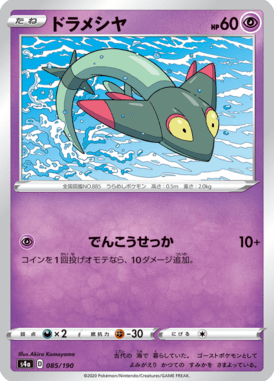 たね ドラメシヤ HP60
全国図鑑NO.885 うらめしポケモン 高さ:0.5m 重さ:2.0kg
でんこうせっか 10+
コインを1回投げオモテなら、10ダメージ追加。
弱点 ×2 抵抗力 -30 にげる
Illus. Akira Komayama
s4a D 085/190
古代の 海で 暮らしていた。 ゴーストポケモンとして
よみがえり かつての すみかを さまよっている。
©2020 Pokémon/Nintendo/Creatures/GAME FREAK.